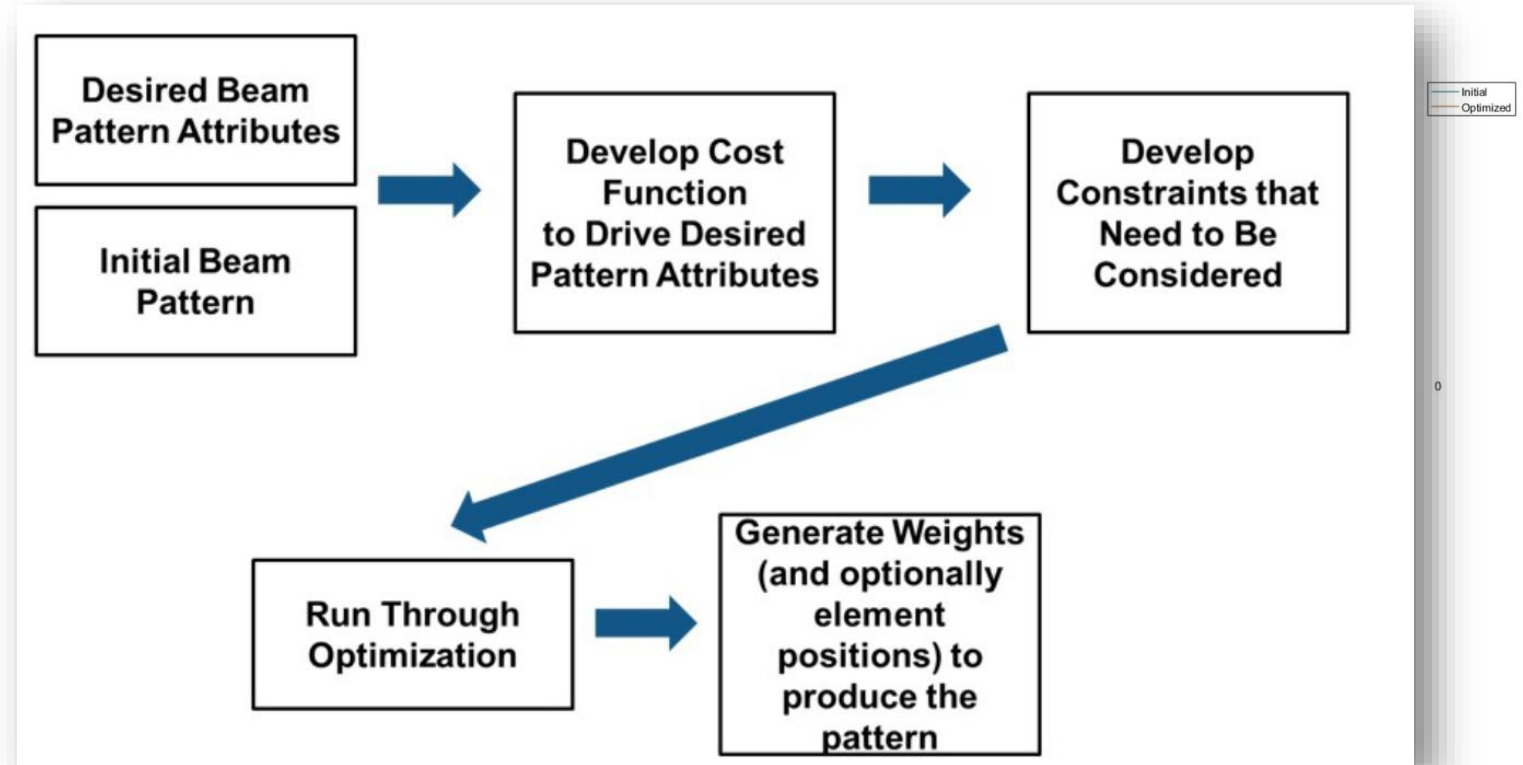 Desired Beam
Pattern Attributes
Initial Beam
Pattern
Develop Cost
Function
to Drive Desired
Pattern Attributes
Develop
Constraints that
Need to Be
Considered
Run Through
Optimization
Generate Weights
(and optionally
element
positions) to
produce the
pattern
Initial
Optimized
0